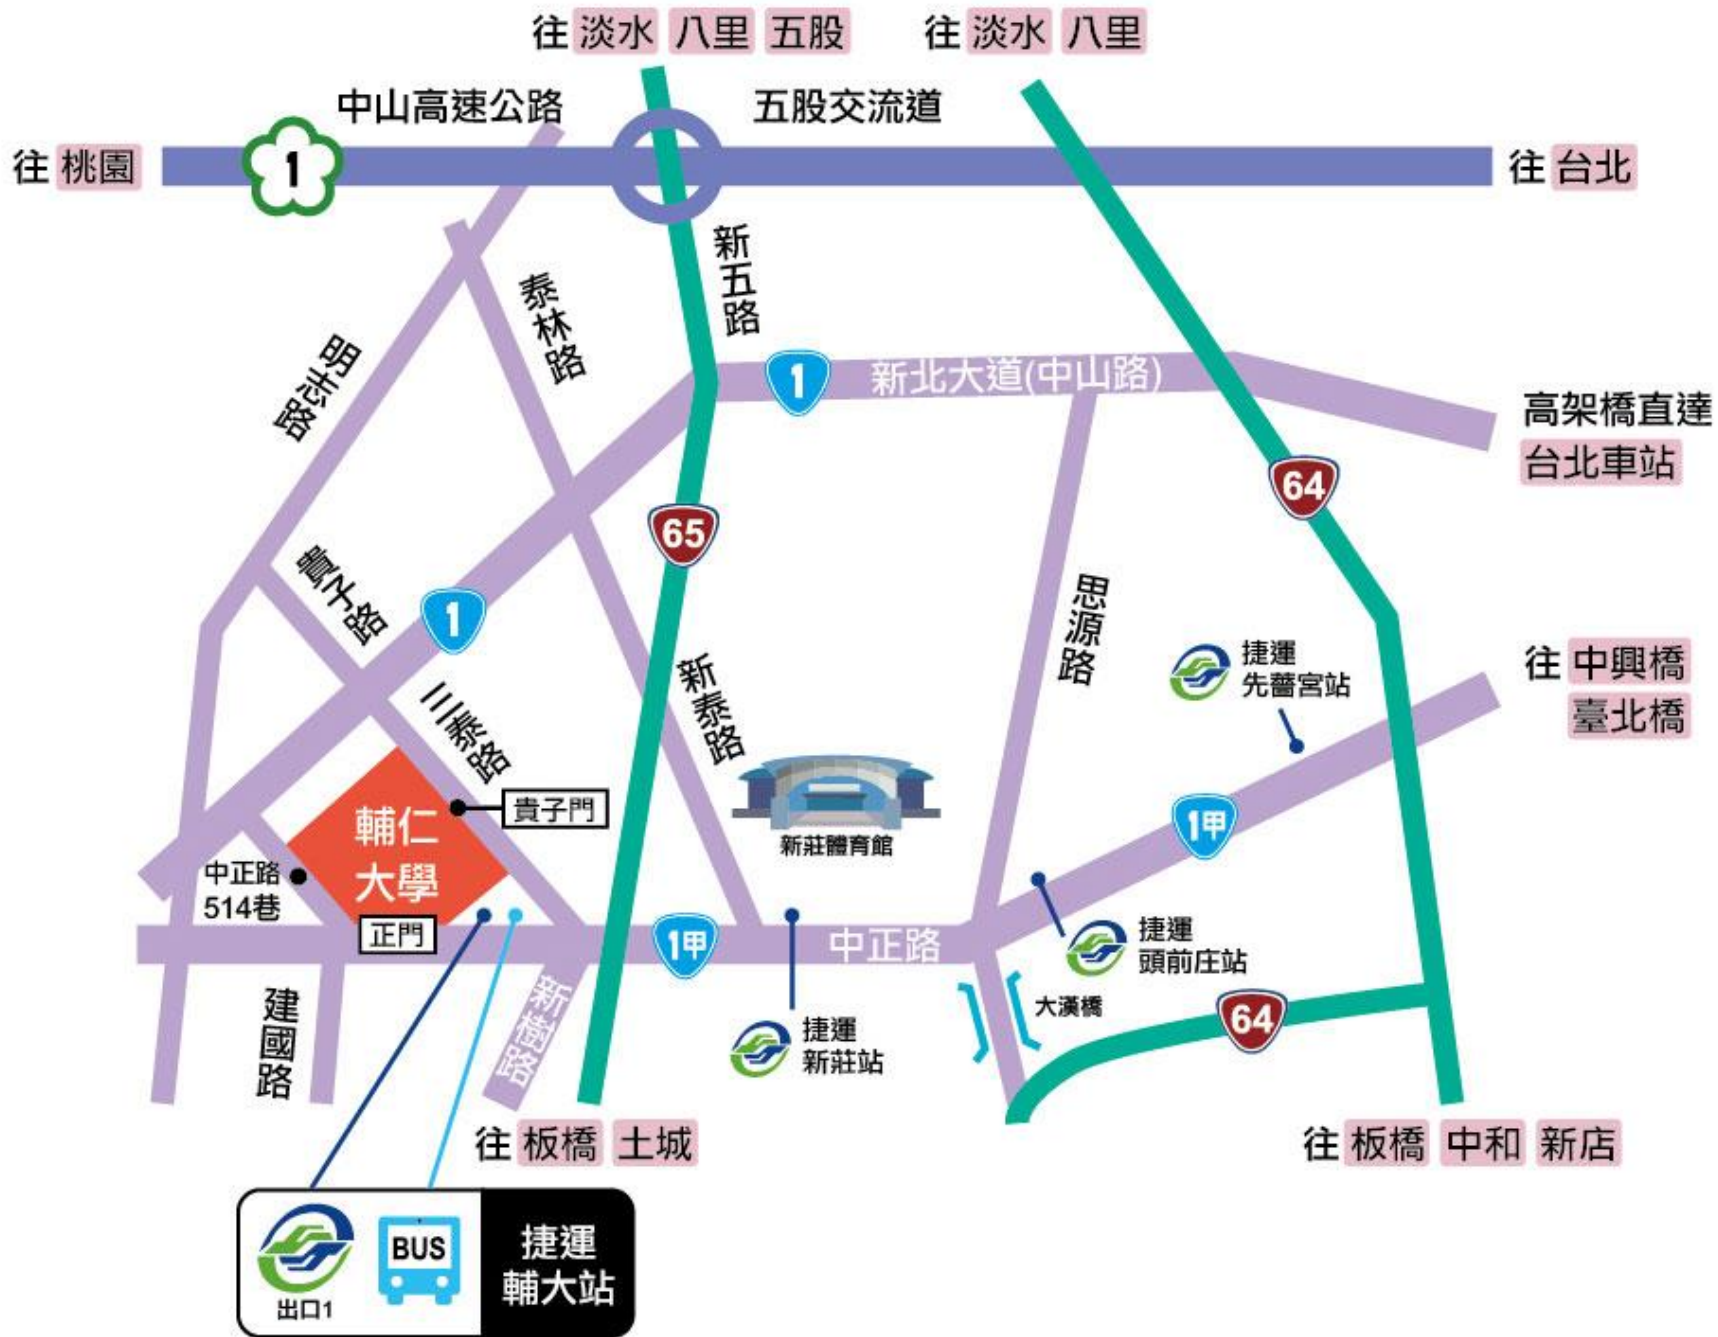 往 淡水 八里 五股
往 淡水 八里
中山高速公路
五股交流道
往 桃園
1
往 台北
新五路
泰林路
明志路
1
新北大道(中山路)
高架橋直達
台北車站
64
65
貴子路
1
思源路
捷運
先嗇宮站
往 中興橋
臺北橋
三泰路
新泰路
貴子門
新莊體育館
1甲
輔仁
大學
中正路
514巷
正門
1甲
中正路
捷運
頭前庄站
新樹路
建國路
大漢橋
64
捷運
新莊站
往 板橋 土城
往 板橋 中和 新店
BUS
出口1
捷運
輔大站